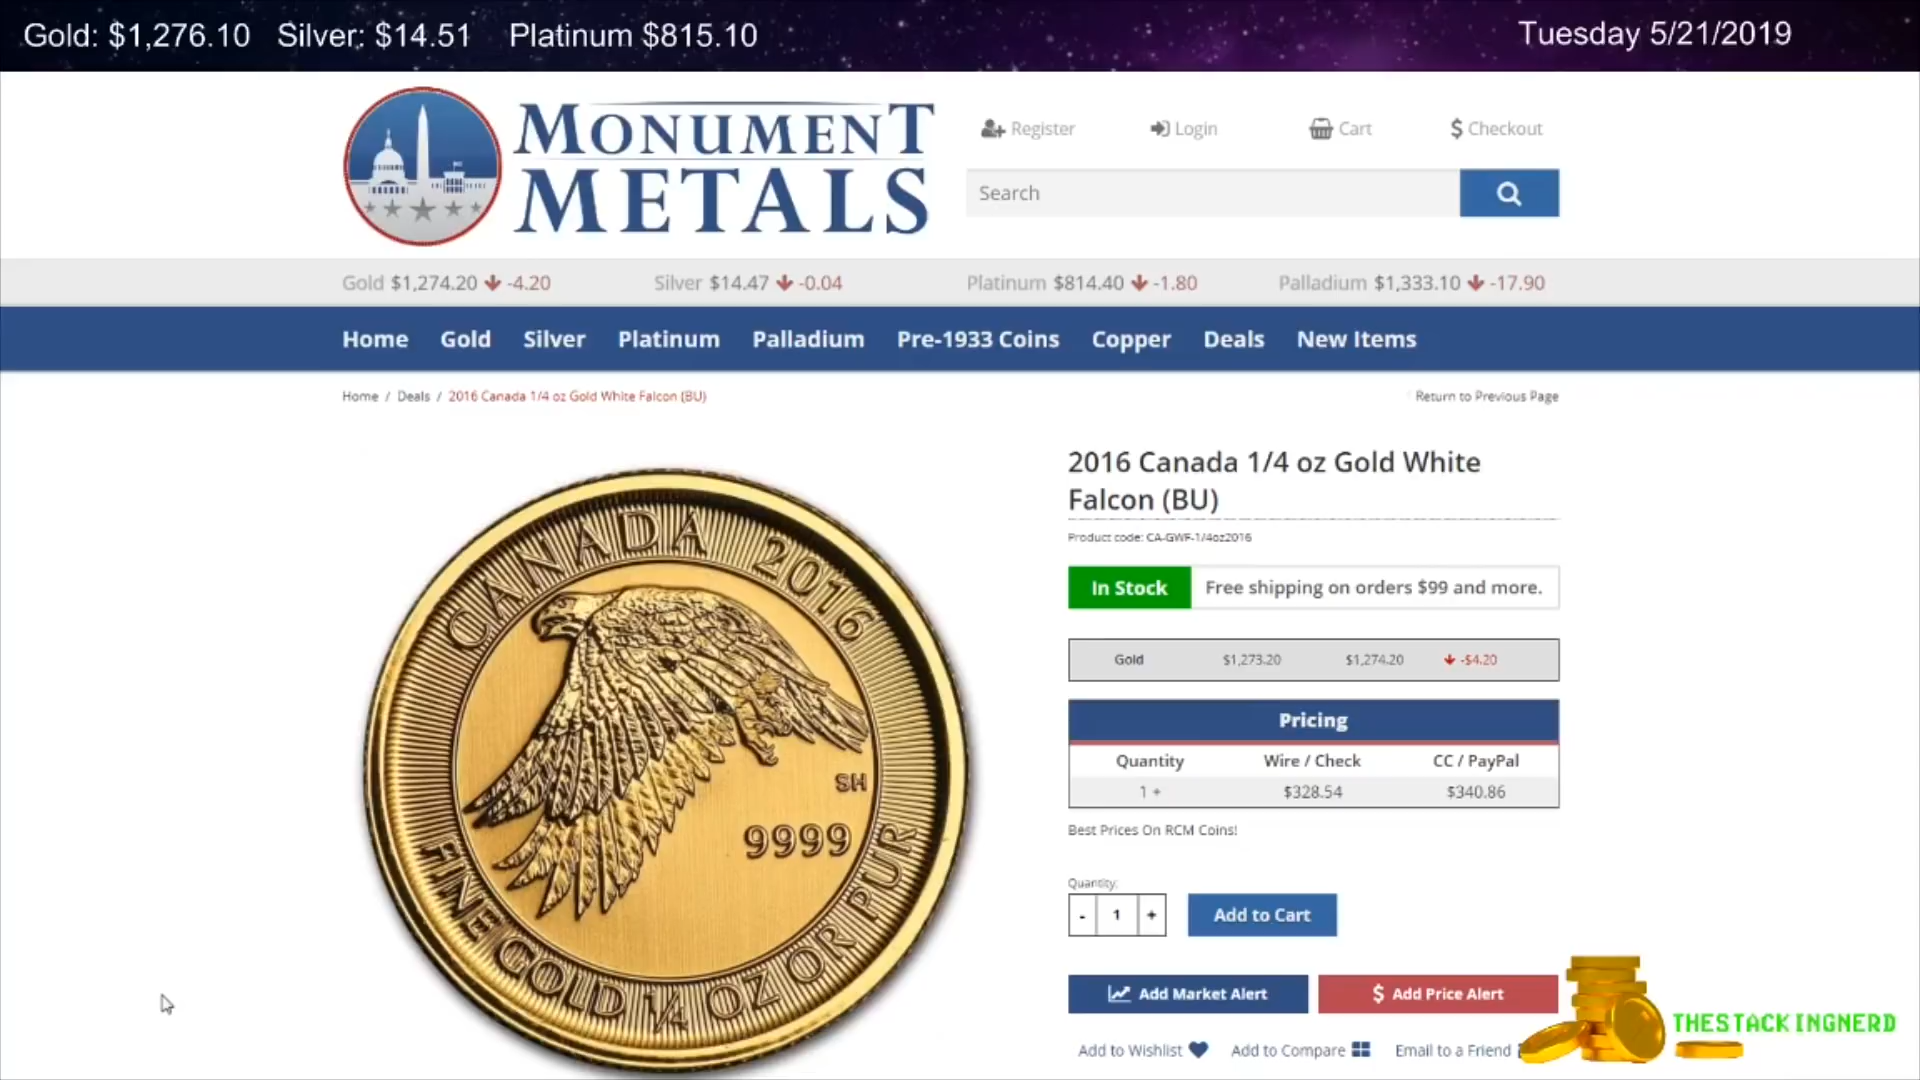 Gold: $1,276.10 Silver: $14.51 Platinum $815.10
Tuesday 5/21/2019
MONUMENT
METALS
Register Login Cart $ Checkout
Search
Gold $1,274.20 -4.20 Silver $14.47 -0.04 Platinum $814.40 -1.80 Palladium $1,333.10 -17.90
Home Gold Silver Platinum Palladium Pre-1933 Coins Copper Deals New Items
Home / Deals / 2016 Canada 1/4 oz Gold White Falcon (BU)
Return to Previous Page
CANADA 2016
SH
9999
FINE GOLD 1/4 OZ OR PUR
2016 Canada 1/4 oz Gold White
Falcon (BU)
Product code: CA-GWF-1/4oz2016
In Stock Free shipping on orders $99 and more.
Gold $1,273.20 $1,274.20 -$4.20
Pricing
Quantity Wire / Check CC / PayPal
1 + $328.54 $340.86
Best Prices On RCM Coins!
Quantity:
- 1 + Add to Cart
Add Market Alert $ Add Price Alert
Add to Wishlist Add to Compare Email to a Friend
THESTACKINGNERD